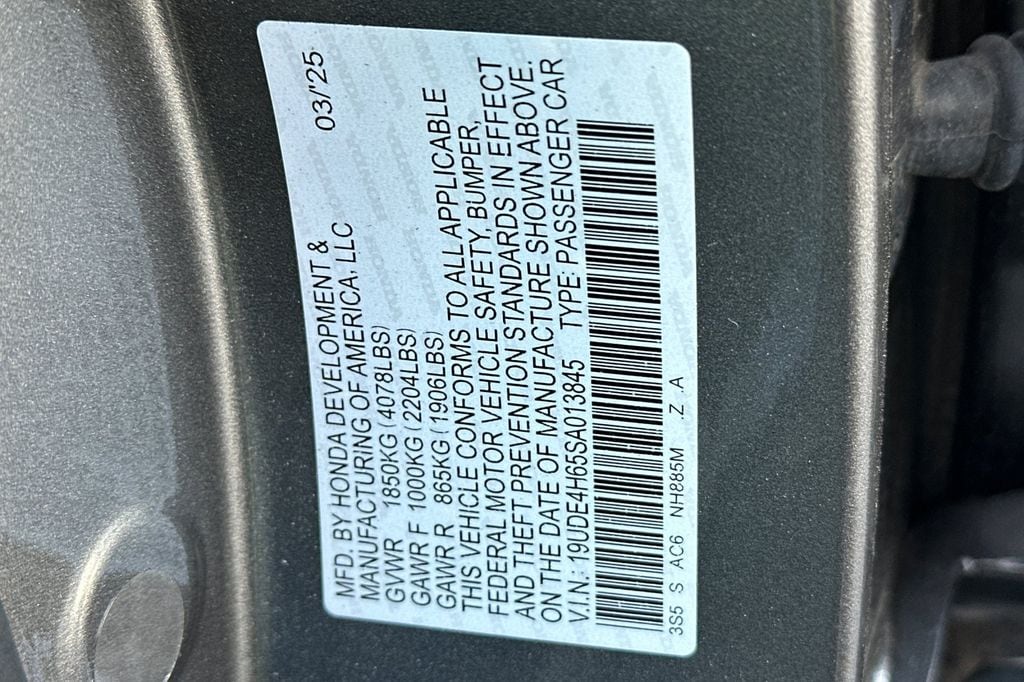 03/'25
MFD. BY HONDA DEVELOPMENT &
MANUFACTURING OF AMERICA, LLC
GVWR 1850KG (4078LBS)
GAWR F 1000KG (2204LBS)
GAWR R 865KG (1906LBS)
THIS VEHICLE CONFORMS TO ALL APPLICABLE
FEDERAL MOTOR VEHICLE SAFETY, BUMPER,
AND THEFT PREVENTION STANDARDS IN EFFECT
ON THE DATE OF MANUFACTURE SHOWN ABOVE.
V.I.N.: 19UDE4H65SA013845 TYPE: PASSENGER CAR
3S5 S AC6 NH885M .Z A